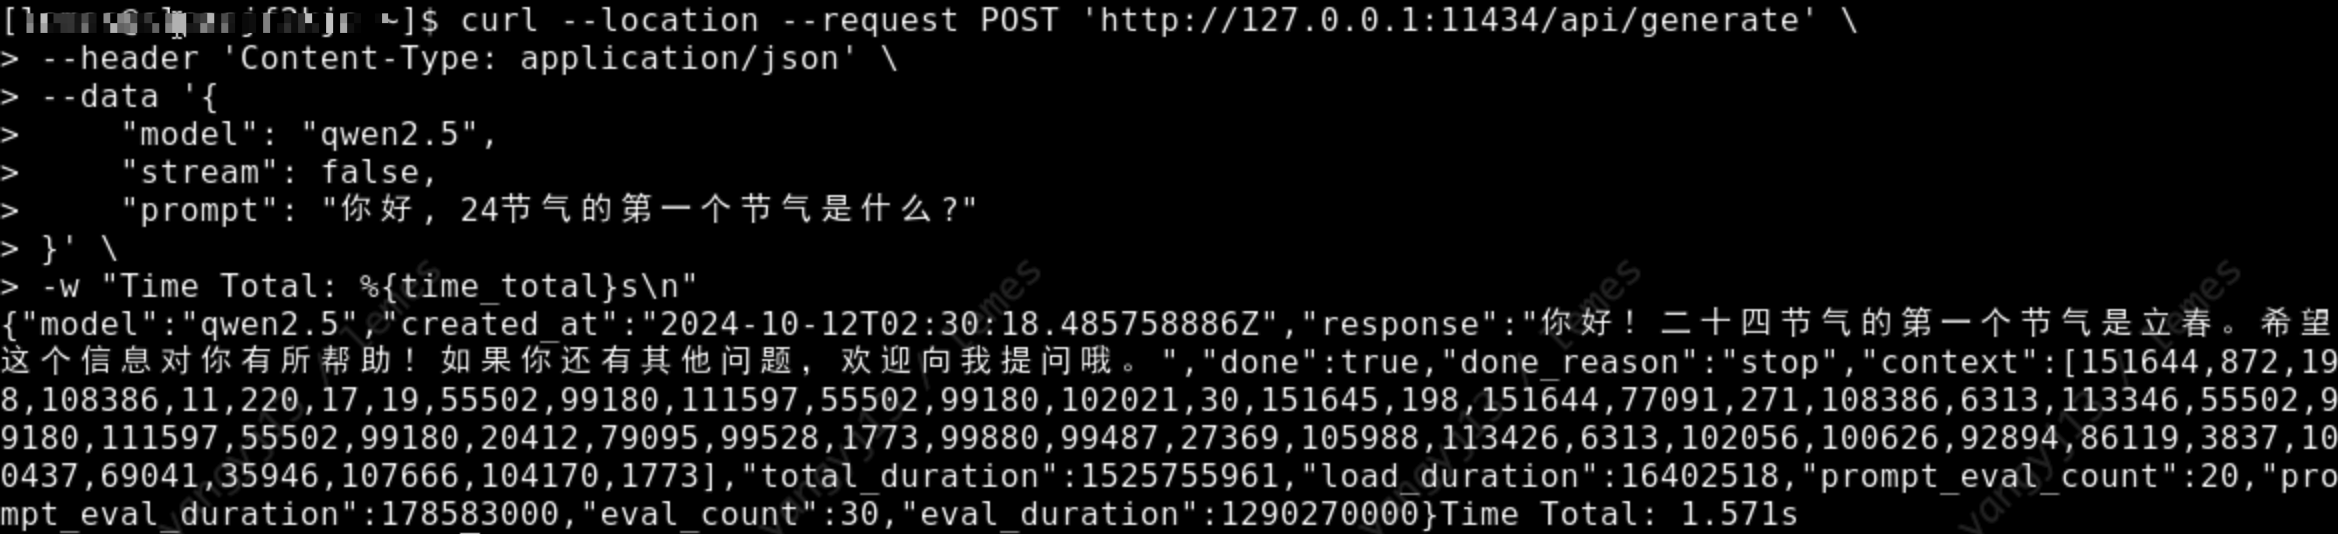 ~]$ curl --location --request POST 'http://127.0.0.1:11434/api/generate' \
> --header 'Content-Type: application/json' \
> --data '{
>     "model": "qwen2.5",
>     "stream": false,
>     "prompt": "你好, 24节气的第一个节气是什么?"
> }' \
> -w "Time Total: %{time_total}s\n"
{"model":"qwen2.5","created_at":"2024-10-12T02:30:18.485758886Z","response":"你好！二十四节气的第一个节气是立春。希望
这个信息对你有所帮助！如果你还有其他问题，欢迎向我提问哦。","done":true,"done_reason":"stop","context":[151644,872,19
8,108386,11,220,17,19,55502,99180,111597,55502,99180,102021,30,151645,198,151644,77091,271,108386,6313,113346,55502,9
9180,111597,55502,99180,20412,79095,99528,1773,99880,99487,27369,105988,113426,6313,102056,100626,92894,86119,3837,10
0437,69041,35946,107666,104170,1773],"total_duration":1525755961,"load_duration":16402518,"prompt_eval_count":20,"pro
mpt_eval_duration":178583000,"eval_count":30,"eval_duration":1290270000}Time Total: 1.571s